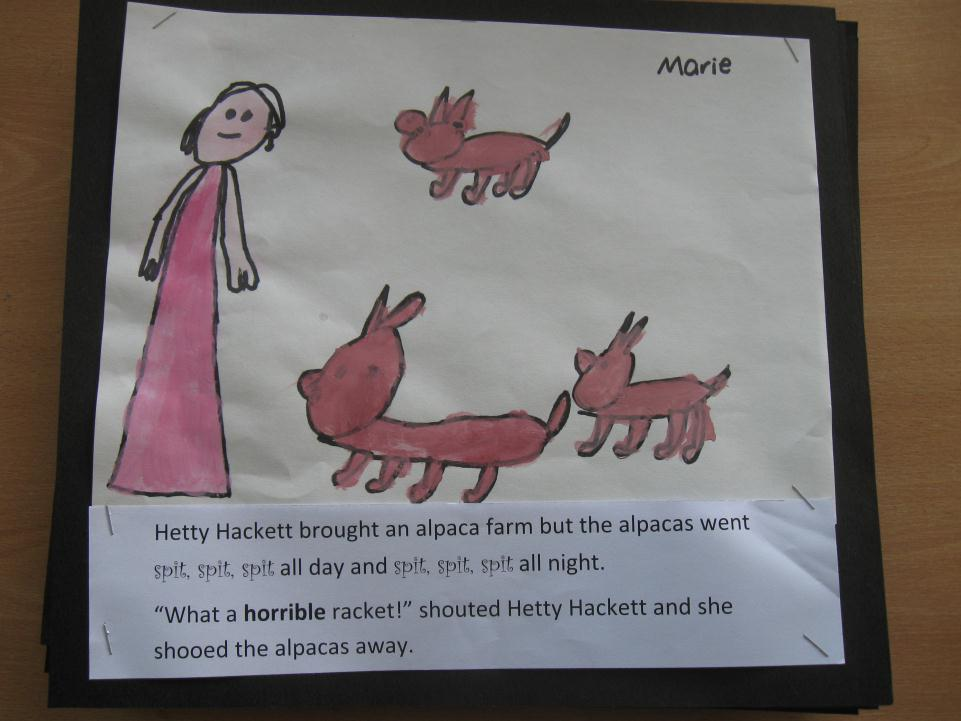 Marie
Hetty Hackett brought an alpaca farm but the alpacas went
spit, spit, spit all day and spit, spit, spit all night.
“What a horrible racket!” shouted Hetty Hackett and she
shooed the alpacas away.